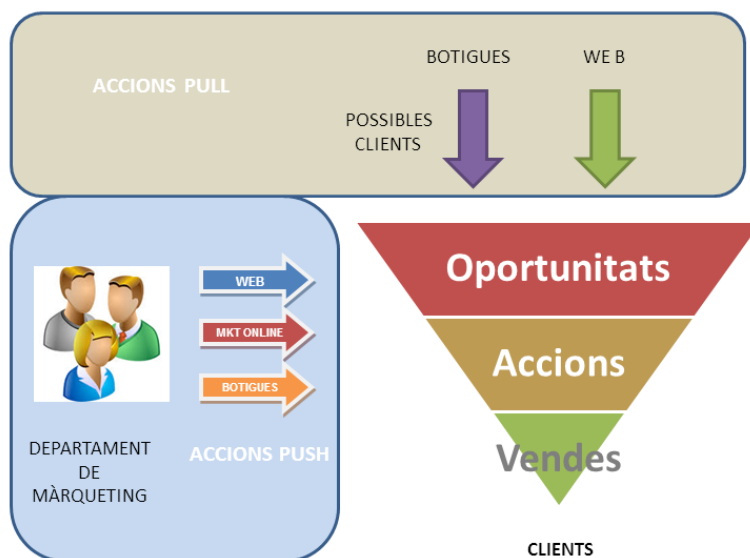 BOTIGUES
WE B
ACCIONS PULL
POSSIBLES
CLIENTS
WEB
MKT ONLINE
BOTIGUES
DEPARTAMENT
DE
MÀRQUETING
ACCIONS PUSH
Oportunitats
Accions
Vendes
CLIENTS